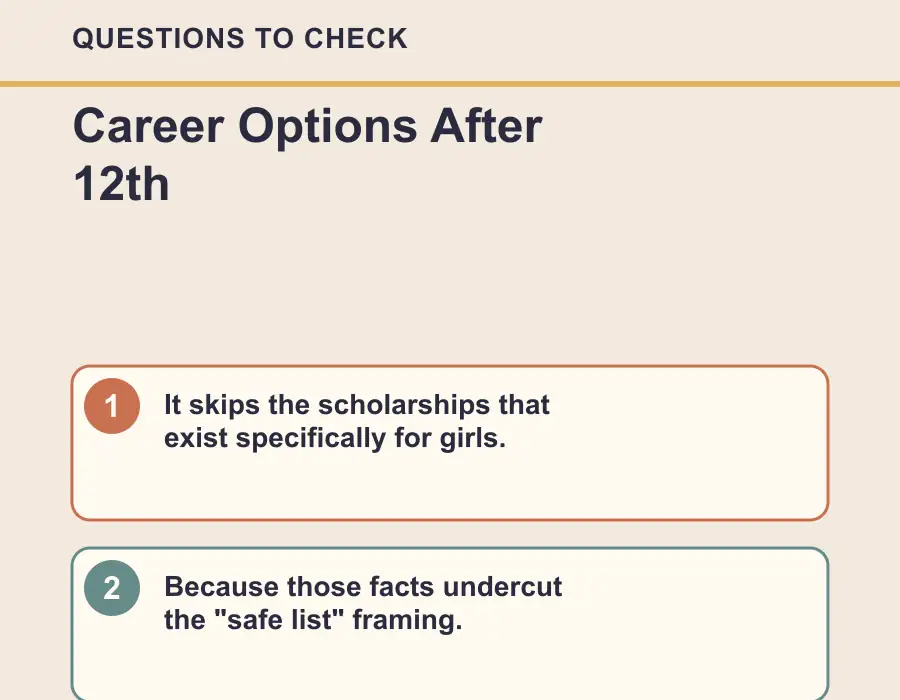 QUESTIONS TO CHECK
Career Options After
12th
1
It skips the scholarships that
exist specifically for girls.
2
Because those facts undercut
the "safe list" framing.